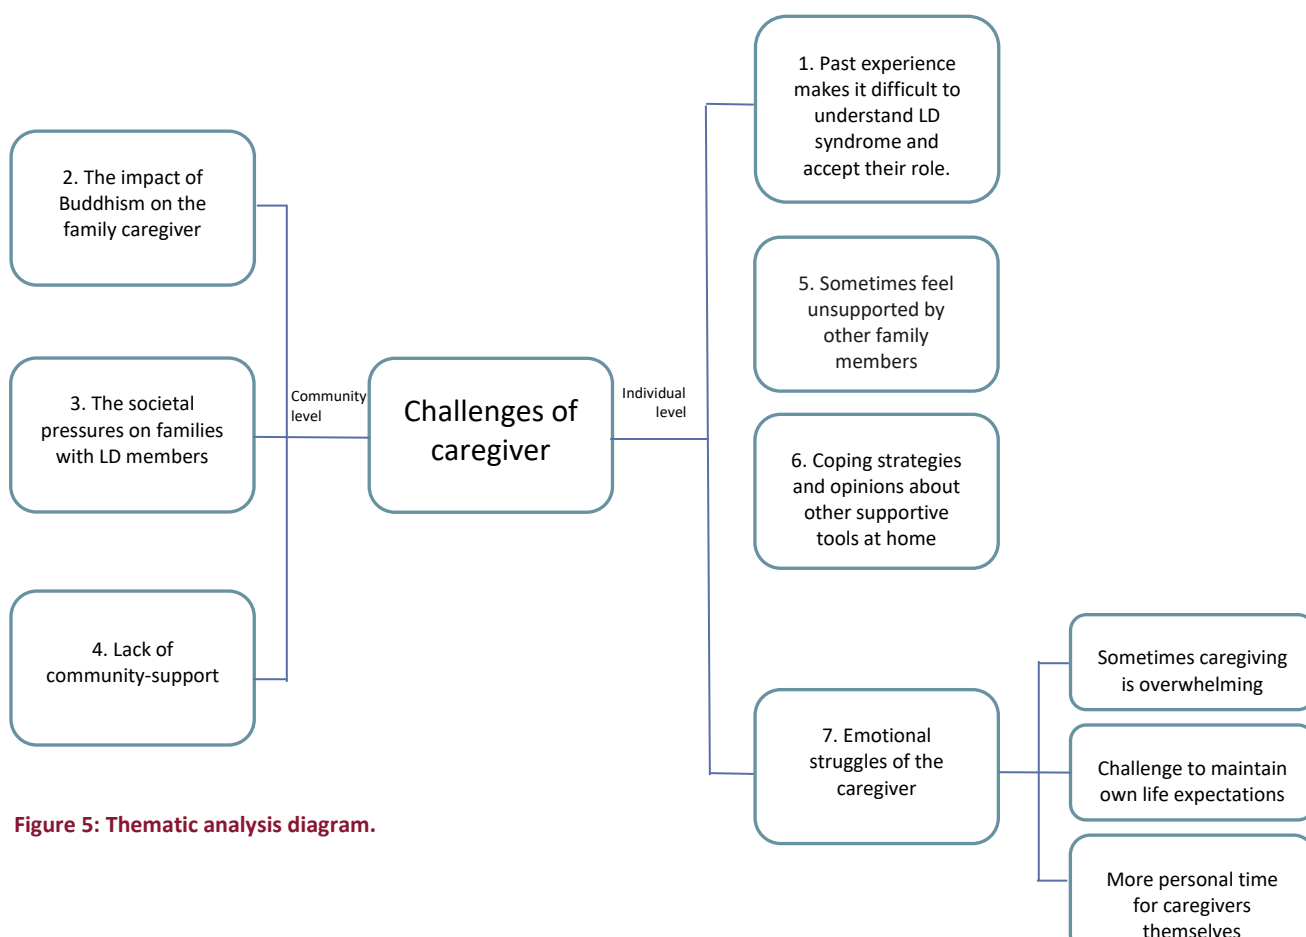 1. Past experience
makes it difficult to
understand LD
syndrome and
accept their role.
2. The impact of
Buddhism on the
family caregiver
5. Sometimes feel
unsupported by
other family
members
3. The societal
pressures on families
with LD members
Community
level
Challenges of
caregiver
Individual
level
6. Coping strategies
and opinions about
other supportive
tools at home
4. Lack of
community-support
7. Emotional
struggles of the
caregiver
Sometimes caregiving
is overwhelming
Challenge to maintain
own life expectations
More personal time
for caregivers
themselves
Figure 5: Thematic analysis diagram.